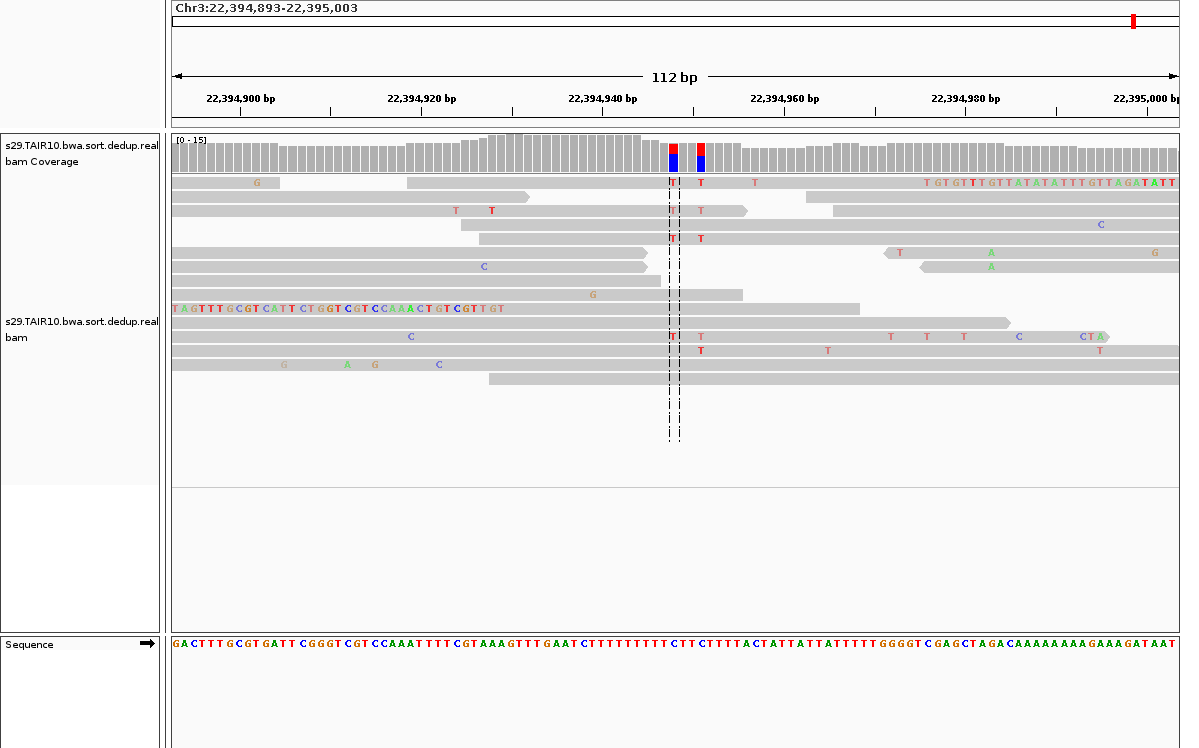 Chr3:22,394,893-22,395,003
112 bp
22,394,900 bp 22,394,920 bp 22,394,940 bp 22,394,960 bp 22,394,980 bp 22,395,000 bp
s29.TAIR10.bwa.sort.dedup.real
bam Coverage
[0 - 15]
G T T T TGTGTTTGTTATATATTTGTTAGATATT
T T T T
C
T T
T A G
C A
G
TAGTTTGCGTCATTCTGGTCGTCCAAACTGTCGTTGT
s29.TAIR10.bwa.sort.dedup.real
bam
C T T T T T C CTA
T T T
G A G C
Sequence
GACTTTGCGTGATTCGGGTCGTCCAAATTTTCGTAAAGTTTGAATCTTTTTTTTTCTTCTTTTACTATTATTATTTTTGGGGTCGAGCTAGACAAAAAAAAGAAAGATAAT